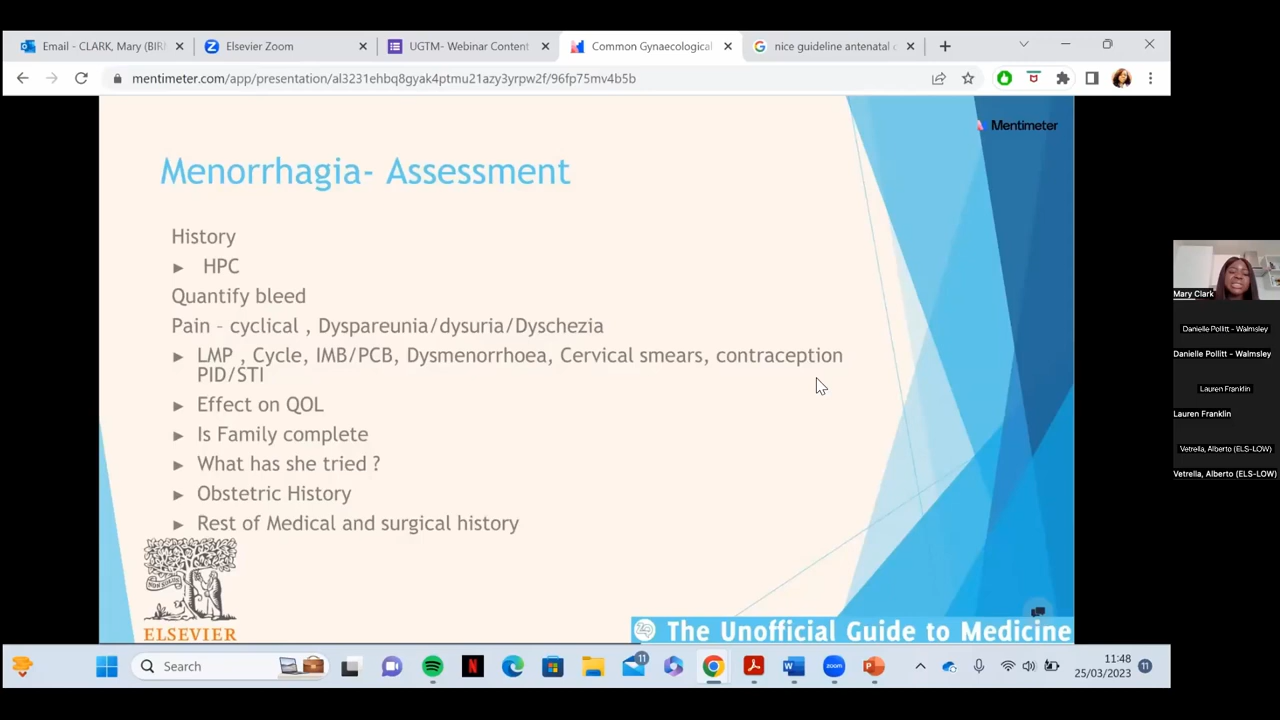 Email - CLARK, Mary (BIR
Elsevier Zoom
UGTM- Webinar Content
Common Gynaecological
nice guideline antenatal c
mentimeter.com/app/presentation/al3231ehbq8gyak4ptmu21azy3yrpw2f/96fp75mv4b5b
Mentimeter
Menorrhagia- Assessment
History
► HPC
Quantify bleed
Pain – cyclical , Dyspareunia/dysuria/Dyschezia
► LMP , Cycle, IMB/PCB, Dysmenorrhoea, Cervical smears, contraception
PID/STI
► Effect on QOL
► Is Family complete
► What has she tried ?
► Obstetric History
► Rest of Medical and surgical history
ELSEVIER
The Unofficial Guide to Medicine
Mary Clark
Danielle Pollitt - Walmsley
Danielle Pollitt - Walmsley
Lauren Franklin
Lauren Franklin
Vetrella, Alberto (ELS-LOW)
Vetrella, Alberto (ELS-LOW)
Search
11
zoom
11:48
25/03/2023
11